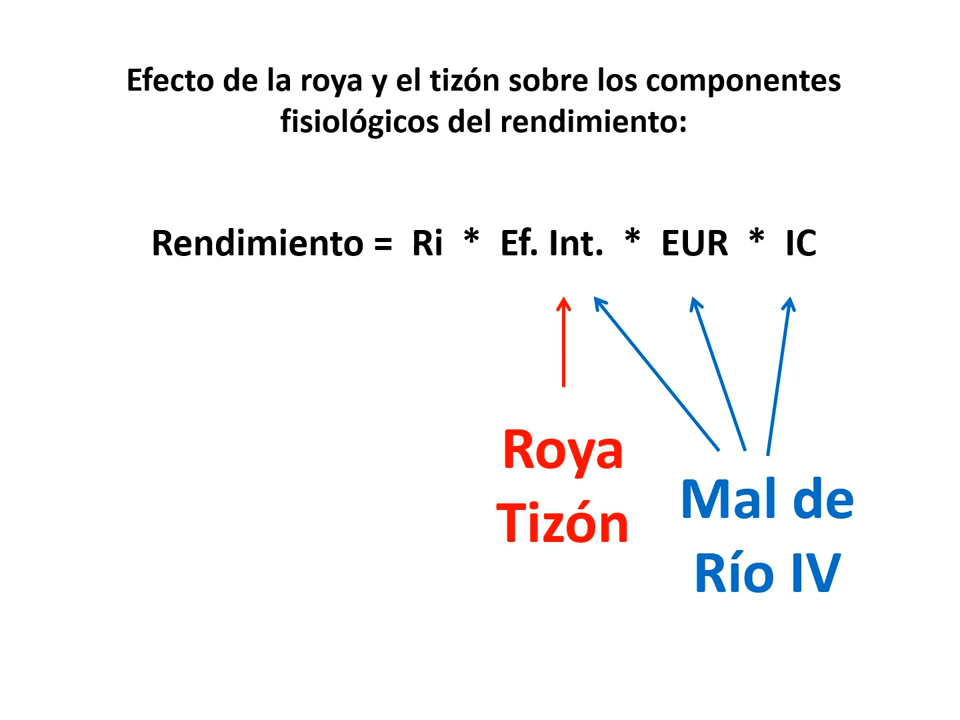 Efecto de la roya y el tizón sobre los componentes
fisiológicos del rendimiento:
Rendimiento = Ri * Ef. Int. * EUR * IC
Roya
Tizón
Mal de
Río IV